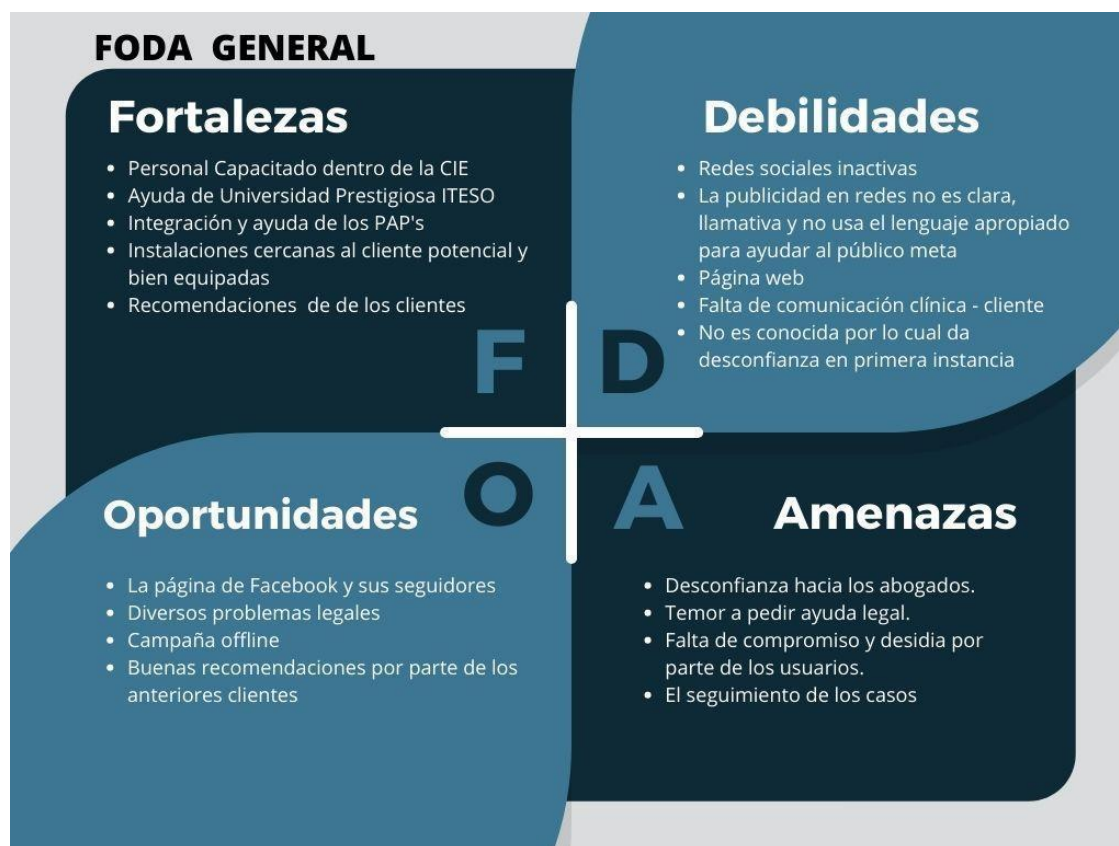 FODA GENERAL
Fortalezas
• Personal Capacitado dentro de la CIE
• Ayuda de Universidad Prestigiosa ITESO
• Integración y ayuda de los PAP's
• Instalaciones cercanas al cliente potencial y
bien equipadas
• Recomendaciones de de los clientes
Debilidades
• Redes sociales inactivas
• La publicidad en redes no es clara,
llamativa y no usa el lenguaje apropiado
para ayudar al público meta
• Página web
• Falta de comunicación clínica - cliente
• No es conocida por lo cual da
desconfianza en primera instancia
F D
O A
Oportunidades
• La página de Facebook y sus seguidores
• Diversos problemas legales
• Campaña offline
• Buenas recomendaciones por parte de los
anteriores clientes
Amenazas
• Desconfianza hacia los abogados.
• Temor a pedir ayuda legal.
• Falta de compromiso y desidia por
parte de los usuarios.
• El seguimiento de los casos